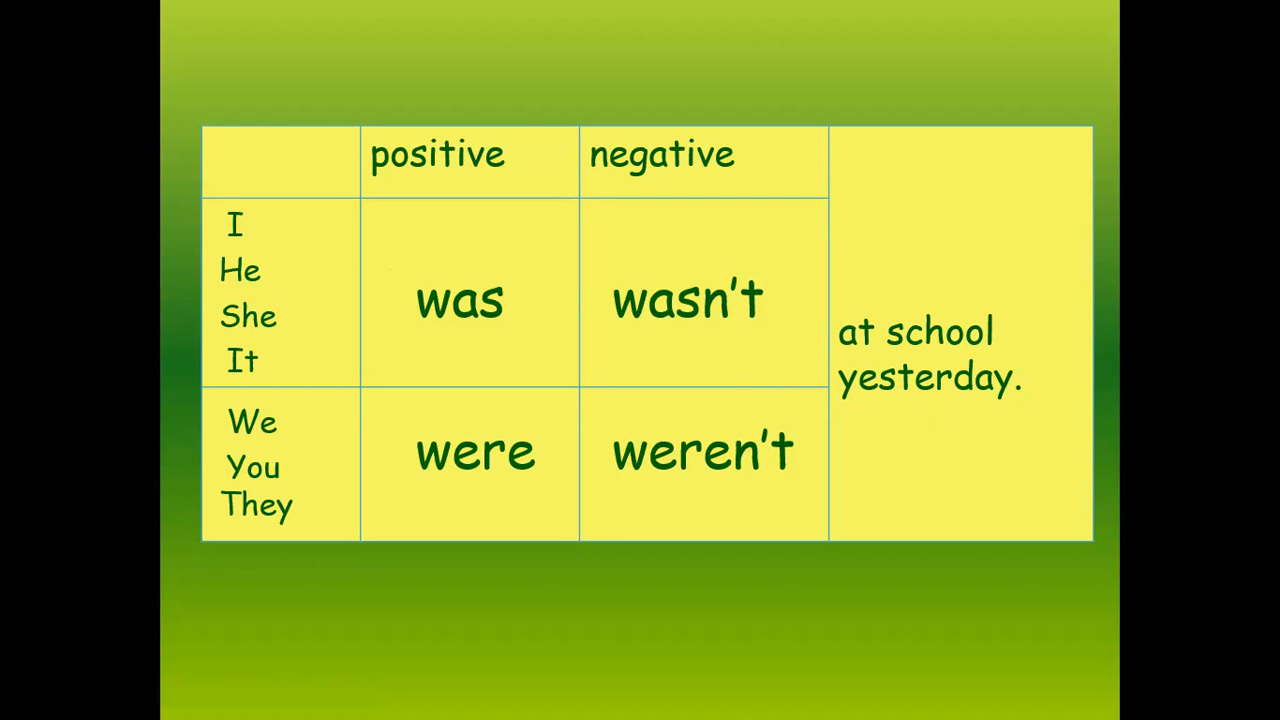 positive negative
I
He
She
It
was wasn't
We
You
They
were weren't
at school
yesterday.